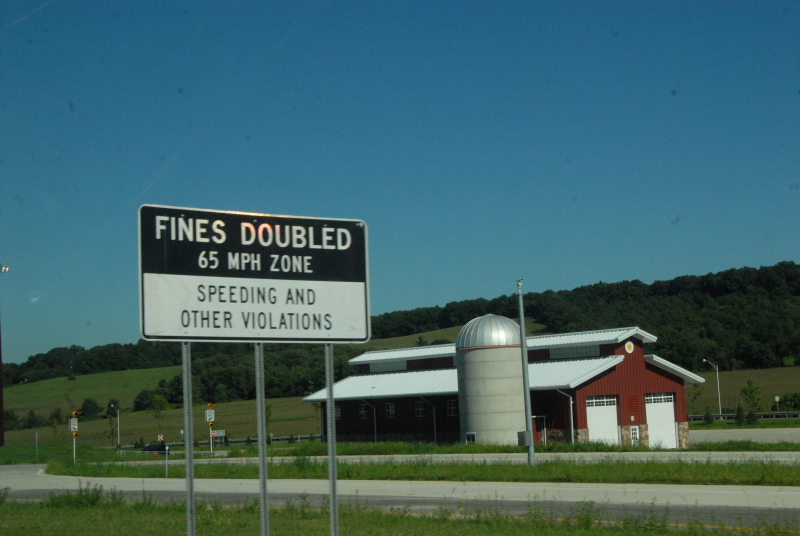 FINES DOUBLED
65 MPH ZONE
SPEEDING AND
OTHER VIOLATIONS